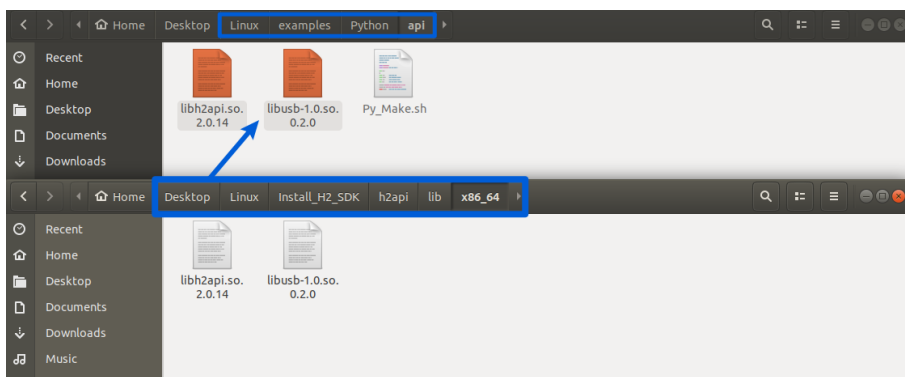 Home Desktop Linux examples Python api
Recent
Home
Desktop
Documents
Downloads
libh2api.so.
2.0.14
libusb-1.0.so.
0.2.0
Py_Make.sh
Home Desktop Linux Install_H2_SDK h2api lib x86_64
Recent
Home
Desktop
Documents
Downloads
Music
libh2api.so.
2.0.14
libusb-1.0.so.
0.2.0